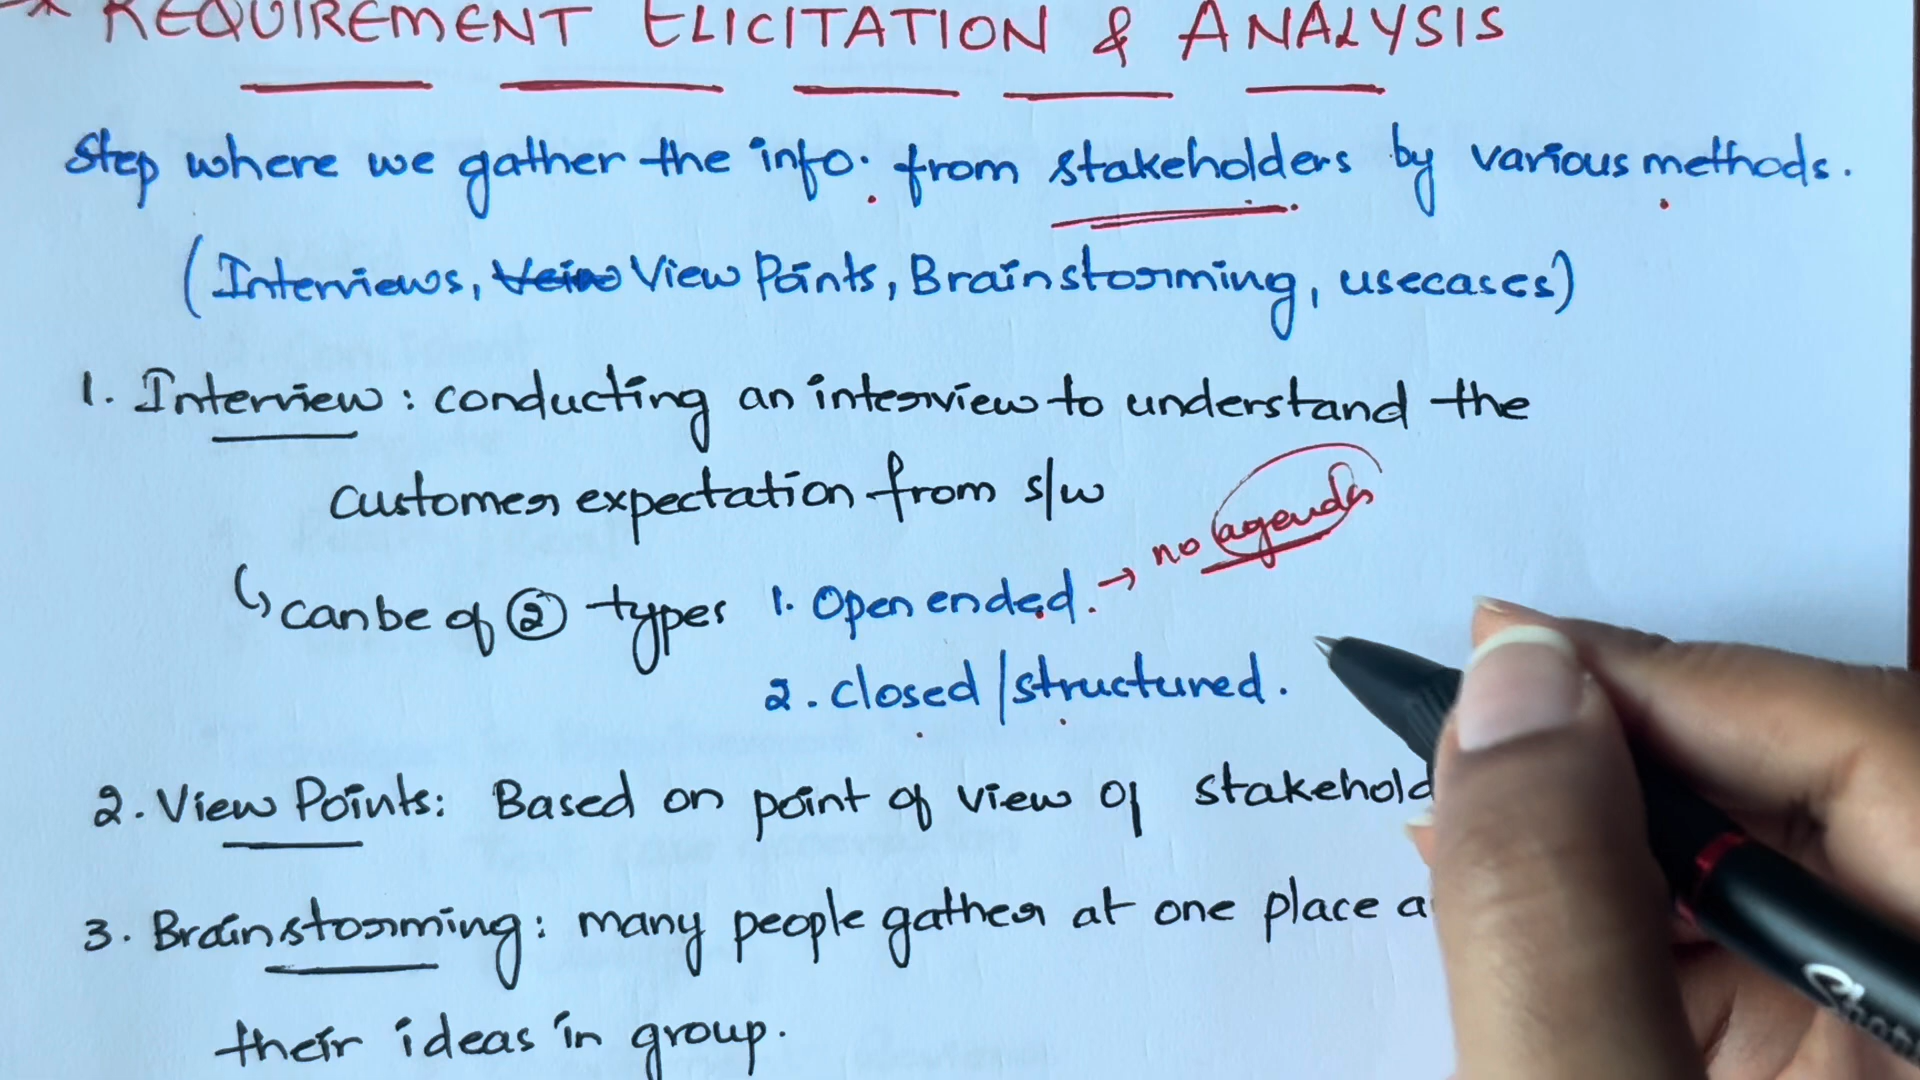 REQUIREMENT ELICITATION & ANALYSIS
Step where we gather the info. from stakeholders by various methods.
(Interviews, View Points, Brainstorming, usecases)
1. Interview : conducting an interview to understand the
customer expectation from s/w
no agenda
↳ can be of ② types 1. Open ended. →
2. closed/structured.
2. View Points: Based on point of view of stakehold
3. Brainstorming: many people gather at one place a
their ideas in group.